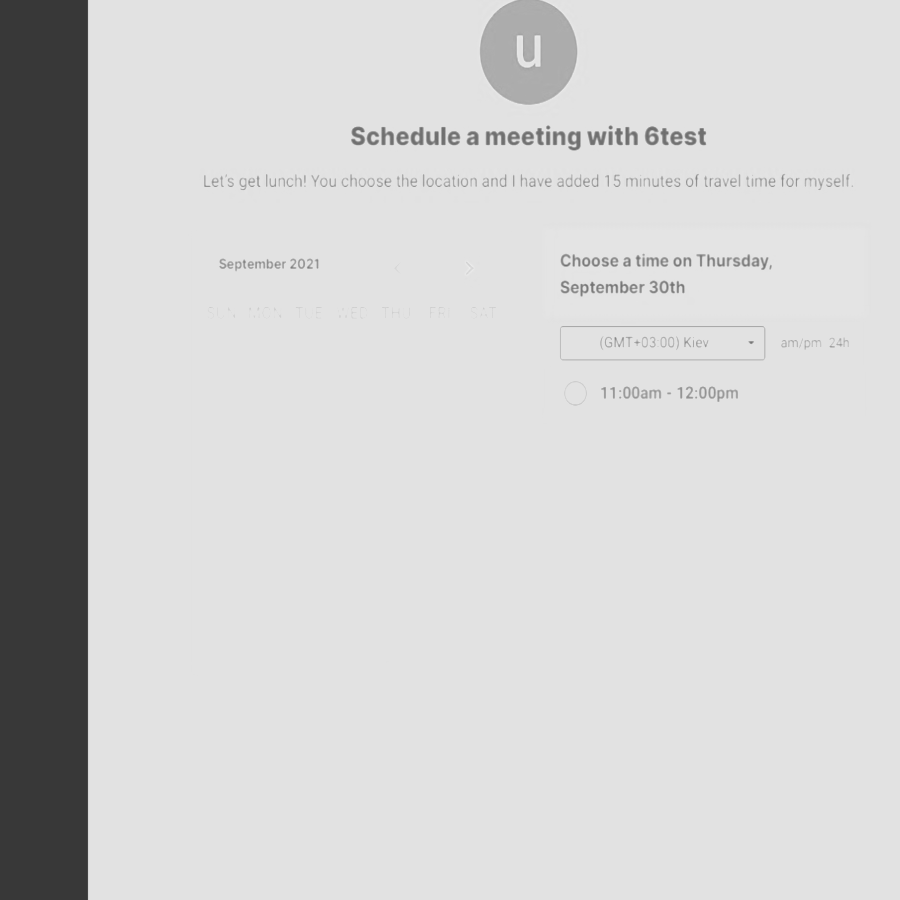 u
Schedule a meeting with 6test
Let's get lunch! You choose the location and I have added 15 minutes of travel time for myself.
September 2021
SUN MON TUE WED THU FRI SAT
Choose a time on Thursday,
September 30th
(GMT+03:00) Kiev
am/pm 24h
11:00am - 12:00pm